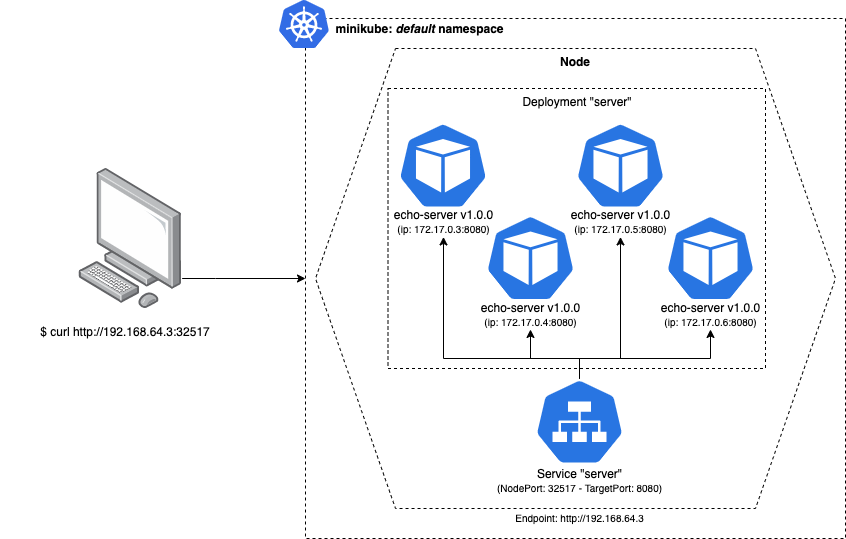 minikube: default namespace
Node
Deployment "server"
echo-server v1.0.0
(ip: 172.17.0.3:8080)
echo-server v1.0.0
(ip: 172.17.0.5:8080)
echo-server v1.0.0
(ip: 172.17.0.4:8080)
echo-server v1.0.0
(ip: 172.17.0.6:8080)
$ curl http://192.168.64.3:32517
Service "server"
(NodePort: 32517 - TargetPort: 8080)
Endpoint: http://192.168.64.3